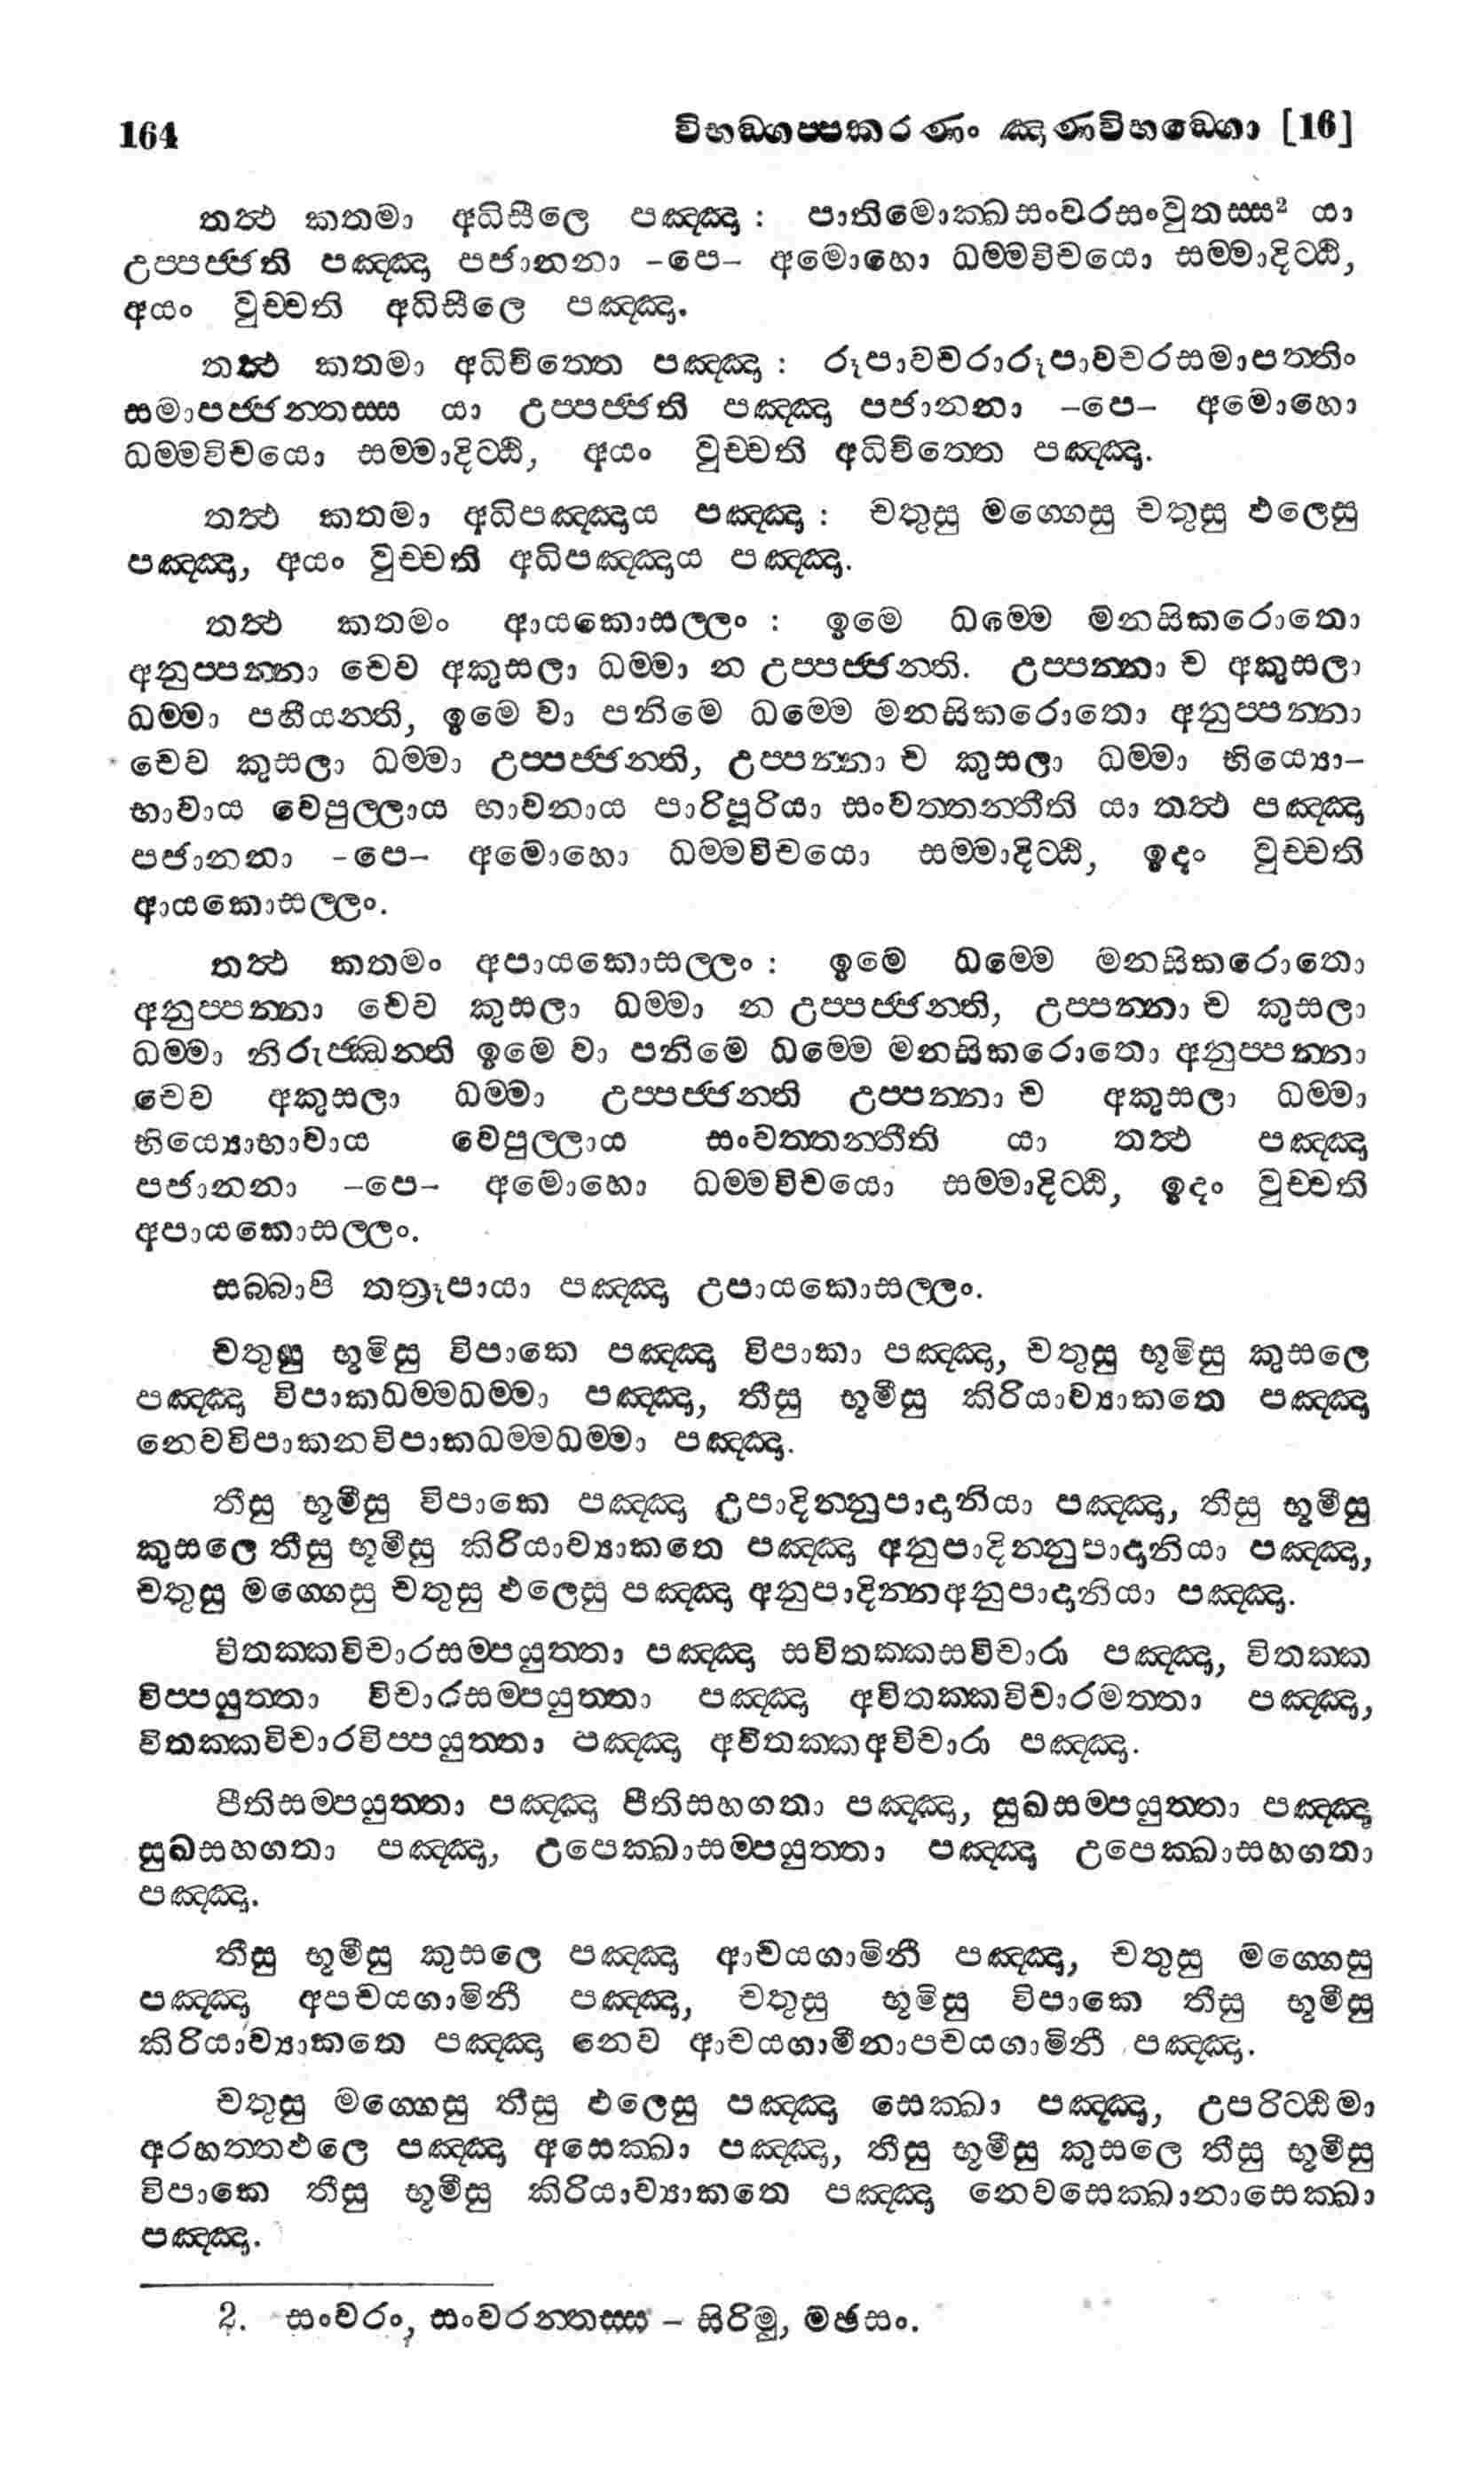 164 විභඞ්ගප්පකරණං ඤාණවිභඞ්ගො [16]
තත්ථ කතමා අධිසීලෙ පඤ්ඤා : පාතිමොක්ඛසංවරසංවුතස්ස² යා
උප්පජ්ජති පඤ්ඤා පජානනා -පෙ- අමොහො ධම්මවිචයො සම්මාදිට්ඨි,
අයං වුච්චති අධිසීලෙ පඤ්ඤා.
තත්ථ කතමා අධිචිත්තෙ පඤ්ඤා : රූපාවචරාරූපාවචරසමාපත්තිං
සමාපජ්ජන්තස්ස යා උප්පජ්ජති පඤ්ඤා පජානනා -පෙ- අමොහො
ධම්මවිචයො සම්මාදිට්ඨි, අයං වුච්චති අධිචිත්තෙ පඤ්ඤා.
තත්ථ කතමා අධිපඤ්ඤාය පඤ්ඤා : චතුසු මග්ගෙසු චතුසු ඵලෙසු
පඤ්ඤා, අයං වුච්චති අධිපඤ්ඤාය පඤ්ඤා.
තත්ථ කතමං ආයකොසල්ලං : ඉමෙ ධම්මෙ මනසිකරොතො
අනුප්පන්නා චෙව අකුසලා ධම්මා න උප්පජ්ජන්ති. උප්පන්නා ච අකුසලා
ධම්මා පහීයන්ති, ඉමෙ වා පනිමෙ ධම්මෙ මනසිකරොතො අනුප්පන්නා
චෙව කුසලා ධම්මා උප්පජ්ජන්ති, උප්පන්නා ච කුසලා ධම්මා භිය්‍යො-
භාවාය වෙපුල්ලාය භාවනාය පාරිපූරියා සංවත්තන්තීති යා තත්ථ පඤ්ඤා
පජානනා -පෙ- අමොහො ධම්මවිචයො සම්මාදිට්ඨි, ඉදං වුච්චති
ආයකොසල්ලං.
තත්ථ කතමං අපායකොසල්ලං : ඉමෙ ධම්මෙ මනසිකරොතො
අනුප්පන්නා චෙව කුසලා ධම්මා න උප්පජ්ජන්ති, උප්පන්නා ච කුසලා
ධම්මා නිරුජ්ඣන්ති ඉමෙ වා පනිමෙ ධම්මෙ මනසිකරොතො අනුප්පන්නා
චෙව අකුසලා ධම්මා උප්පජ්ජන්ති උප්පන්නා ච අකුසලා ධම්මා
භිය්‍යොභාවාය වෙපුල්ලාය සංවත්තන්තීති යා තත්ථ පඤ්ඤා
පජානනා -පෙ- අමොහො ධම්මවිචයො සම්මාදිට්ඨි, ඉදං වුච්චති
අපායකොසල්ලං.
සබ්බාපි තත්‍රූපායා පඤ්ඤා උපායකොසල්ලං.
චතුසු භූමිසු විපාකෙ පඤ්ඤා විපාකා පඤ්ඤා, චතුසු භූමිසු කුසලෙ
පඤ්ඤා විපාකධම්මධම්මා පඤ්ඤා, තීසු භූමීසු කිරියාව්‍යාකතෙ පඤ්ඤා
නෙවවිපාකනවිපාකධම්මධම්මා පඤ්ඤා.
තීසු භූමීසු විපාකෙ පඤ්ඤා උපාදින්නුපාදානියා පඤ්ඤා, තීසු භූමීසු
කුසලෙ තීසු භූමීසු කිරියාව්‍යාකතෙ පඤ්ඤා අනුපාදින්නුපාදානියා පඤ්ඤා,
චතුසු මග්ගෙසු චතුසු ඵලෙසු පඤ්ඤා අනුපාදින්නඅනුපාදානියා පඤ්ඤා.
විතක්කවිචාරසම්පයුත්තා පඤ්ඤා සවිතක්කසවිචාරා පඤ්ඤා, විතක්ක
විප්පයුත්තා විචාරසම්පයුත්තා පඤ්ඤා අවිතක්කවිචාරමත්තා පඤ්ඤා,
විතක්කවිචාරවිප්පයුත්තා පඤ්ඤා අවිතක්කඅවිචාරා පඤ්ඤා.
පීතිසම්පයුත්තා පඤ්ඤා පීතිසහගතා පඤ්ඤා, සුඛසම්පයුත්තා පඤ්ඤා
සුඛසහගතා පඤ්ඤා, උපෙක්ඛාසම්පයුත්තා පඤ්ඤා උපෙක්ඛාසහගතා
පඤ්ඤා.
තීසු භූමීසු කුසලෙ පඤ්ඤා ආචයගාමිනී පඤ්ඤා, චතුසු මග්ගෙසු
පඤ්ඤා අපචයගාමිනී පඤ්ඤා, චතුසු භූමිසු විපාකෙ තීසු භූමීසු
කිරියාව්‍යාකතෙ පඤ්ඤා නෙව ආචයගාමිනාපචයගාමිනී පඤ්ඤා.
චතුසු මග්ගෙසු තීසු ඵලෙසු පඤ්ඤා සෙක්ඛා පඤ්ඤා, උපරිට්ඨිමා
අරහත්තඵලෙ පඤ්ඤා අසෙක්ඛා පඤ්ඤා, තීසු භූමීසු කුසලෙ තීසු භූමීසු
විපාකෙ තීසු භූමීසු කිරියාව්‍යාකතෙ පඤ්ඤා නෙවසෙක්ඛානාසෙක්ඛා
පඤ්ඤා.
2. සංවරං, සංවරන්තස්ස - සිරිමු, මඡසං.